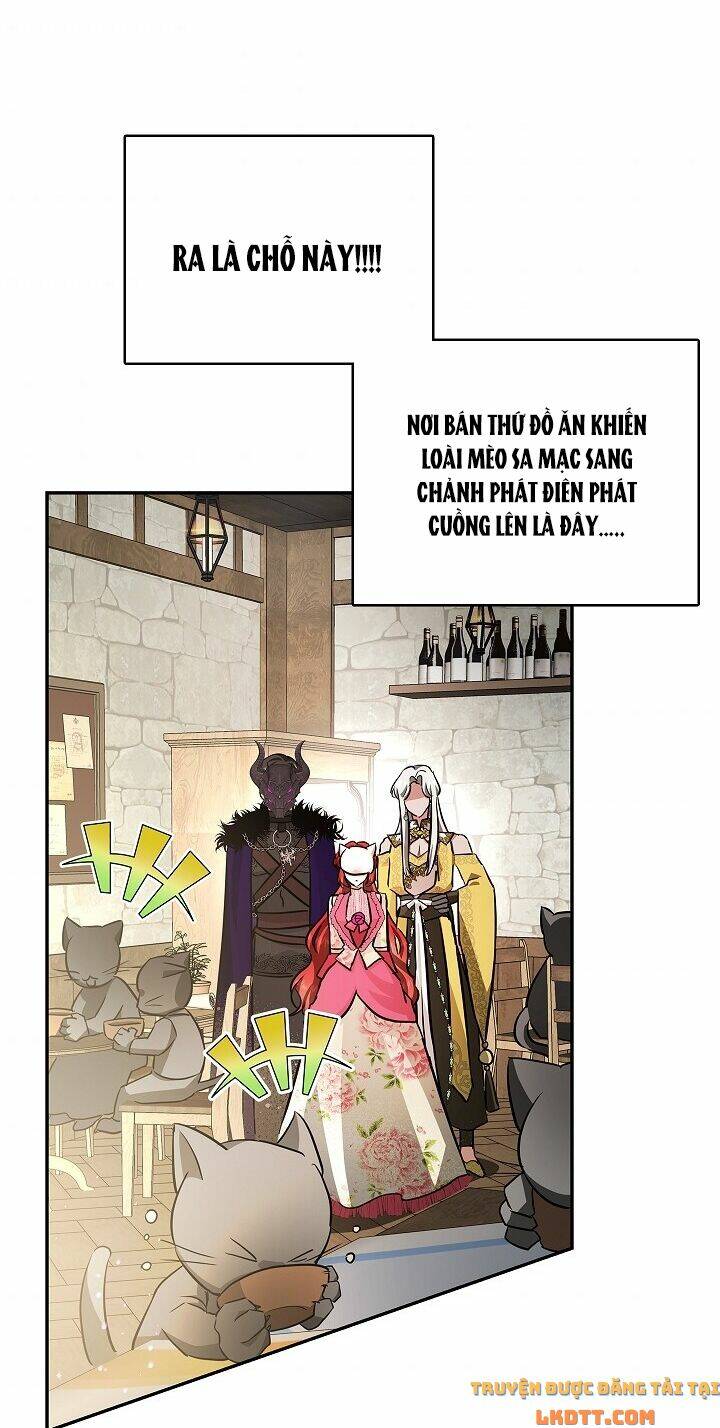 RA LÀ CHỖ NÀY!!!!
NƠI BÁN THỨ ĐỒ ĂN KHIẾN
LOÀI MÈO SA MẠC SANG
CHẢNH PHÁT ĐIÊN PHÁT
CUỒNG LÊN LÀ ĐÂY.....
TRUYỆN ĐƯỢC ĐĂNG TẢI TẠI
LKDTT.COM